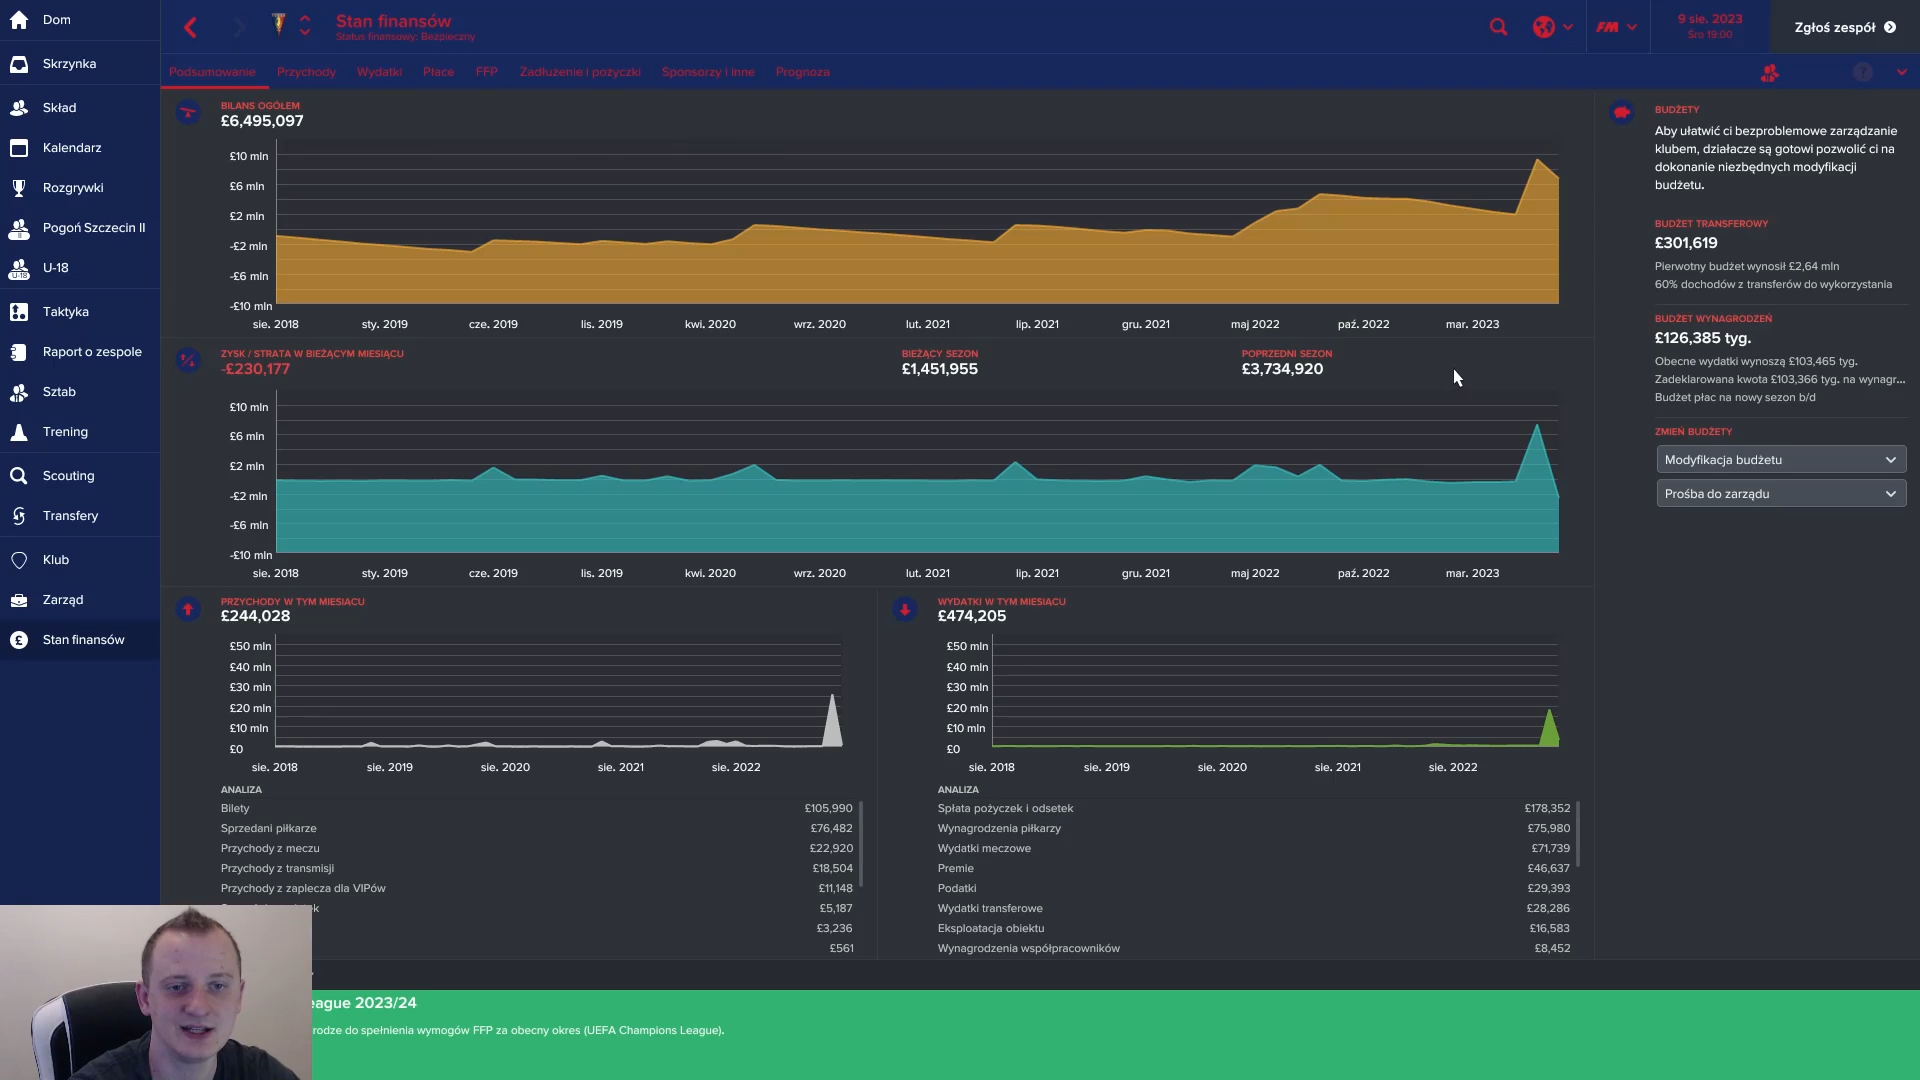 Dom
Skrzynka
Skład
Kalendarz
Rozgrywki
Pogoń Szczecin II
U-18
Taktyka
Raport o zespole
Sztab
Trening
Scouting
Transfery
Klub
Zarząd
Stan finansów
Stan finansów
Status finansowy: Bezpieczny
FM
9 sie. 2023
Śro 19:00
Zgłoś zespół
Podsumowanie Przychody Wydatki Płace FFP Zadłużenie i pożyczki Sponsorzy i inne Prognoza
BILANS OGÓŁEM
£6,495,097
£10 mln
£6 mln
£2 mln
-£2 mln
-£6 mln
-£10 mln
sie. 2018 sty. 2019 cze. 2019 lis. 2019 kwi. 2020 wrz. 2020 lut. 2021 lip. 2021 gru. 2021 maj 2022 paź. 2022 mar. 2023
ZYSK / STRATA W BIEŻĄCYM MIESIĄCU
-£230,177
BIEŻĄCY SEZON
£1,451,955
POPRZEDNI SEZON
£3,734,920
£10 mln
£6 mln
£2 mln
-£2 mln
-£6 mln
-£10 mln
sie. 2018 sty. 2019 cze. 2019 lis. 2019 kwi. 2020 wrz. 2020 lut. 2021 lip. 2021 gru. 2021 maj 2022 paź. 2022 mar. 2023
PRZYCHODY W TYM MIESIĄCU
£244,028
£50 mln
£40 mln
£30 mln
£20 mln
£10 mln
£0
sie. 2018 sie. 2019 sie. 2020 sie. 2021 sie. 2022
ANALIZA
Bilety £105,990
Sprzedani piłkarze £76,482
Przychody z meczu £22,920
Przychody z transmisji £18,504
Przychody z zaplecza dla VIPów £11,148
£5,187
£3,236
£561
WYDATKI W TYM MIESIĄCU
£474,205
£50 mln
£40 mln
£30 mln
£20 mln
£10 mln
£0
sie. 2018 sie. 2019 sie. 2020 sie. 2021 sie. 2022
ANALIZA
Spłata pożyczek i odsetek £178,352
Wynagrodzenia piłkarzy £75,980
Wydatki meczowe £71,739
Premie £46,637
Podatki £29,393
Wydatki transferowe £28,286
Eksploatacja obiektu £16,583
Wynagrodzenia współpracowników £8,452
BUDŻETY
Aby ułatwić ci bezproblemowe zarządzanie
klubem, działacze są gotowi pozwolić ci na
dokonanie niezbędnych modyfikacji
budżetu.
BUDŻET TRANSFEROWY
£301,619
Pierwotny budżet wynosił £2,64 mln
60% dochodów z transferów do wykorzystania
BUDŻET WYNAGRODZEŃ
£126,385 tyg.
Obecne wydatki wynoszą £103,465 tyg.
Zadeklarowana kwota £103,366 tyg. na wynagr...
Budżet płac na nowy sezon b/d
ZMIEŃ BUDŻETY
Modyfikacja budżetu
Prośba do zarządu
eague 2023/24
rodze do spełnienia wymogów FFP za obecny okres (UEFA Champions League).